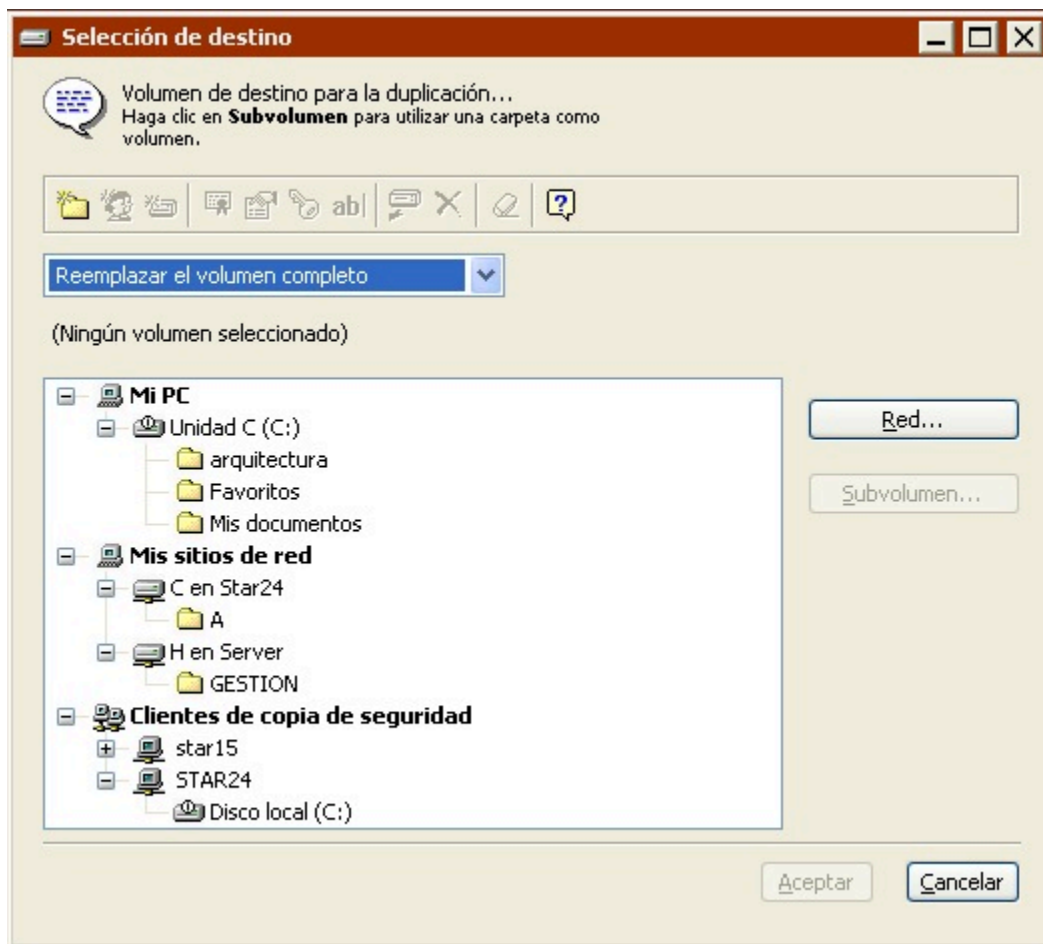 Selección de destino
Volumen de destino para la duplicación...
Haga clic en Subvolumen para utilizar una carpeta como
volumen.
ab|
Reemplazar el volumen completo
(Ningún volumen seleccionado)
Mi PC
Unidad C (C:)
arquitectura
Favoritos
Mis documentos
Mis sitios de red
C en Star24
A
H en Server
GESTION
Clientes de copia de seguridad
star15
STAR24
Disco local (C:)
Red...
Subvolumen...
Aceptar
Cancelar